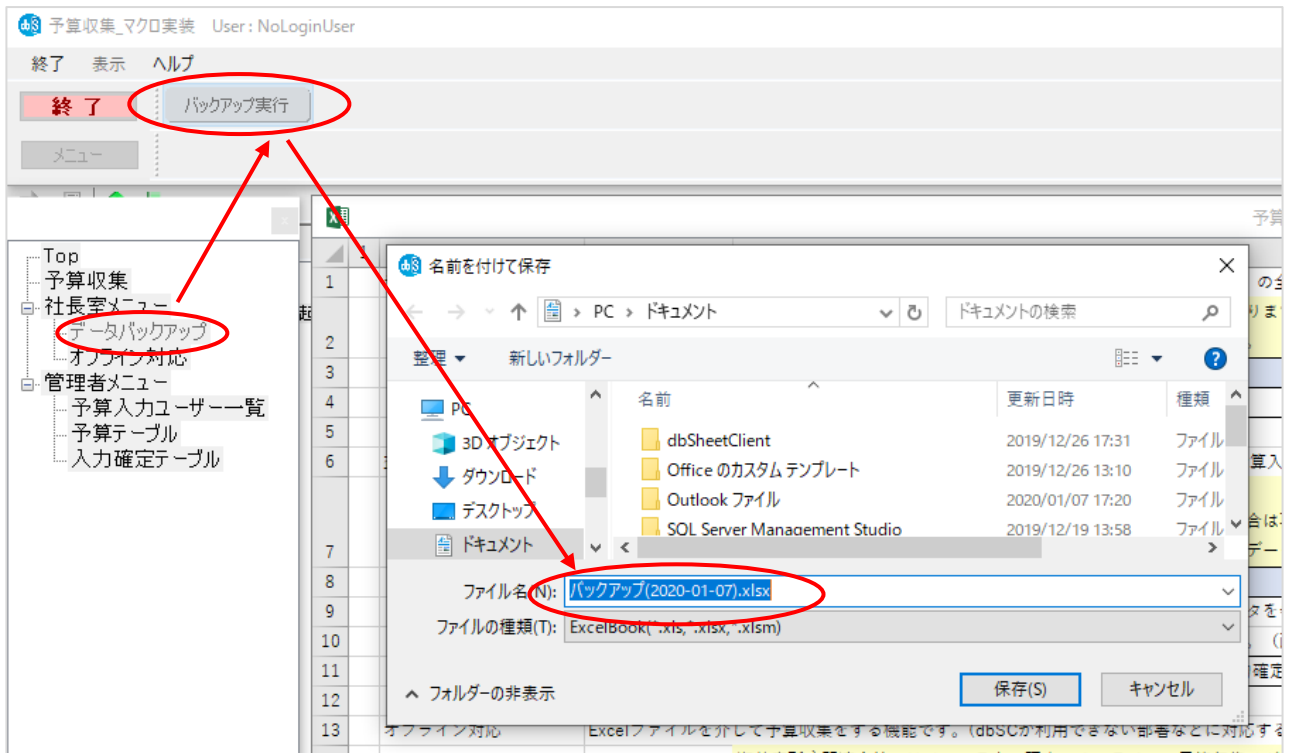 予算収集_マクロ実装 User : NoLoginUser
終了 表示 ヘルプ
終 了 バックアップ実行
メニュー
Top
予算収集
社長室メニュー
データバックアップ
オフライン対応
管理者メニュー
予算入力ユーザー一覧
予算テーブル
入力確定テーブル
予算
1
1
2
3
4
5
6
7
8
9
10
11
12
13
名前を付けて保存
PC › ドキュメント
ドキュメントの検索
整理 新しいフォルダー
名前 更新日時 種類
PC
3D オブジェクト
ダウンロード
デスクトップ
ドキュメント
dbSheetClient 2019/12/26 17:31 ファイル
Office のカスタム テンプレート 2019/12/26 13:10 ファイル
Outlook ファイル 2020/01/07 17:20 ファイル
SQL Server Management Studio 2019/12/19 13:58 ファイル
ファイル名(N): バックアップ(2020-01-07).xlsx
ファイルの種類(T): ExcelBook(*.xls,*.xlsx,*.xlsm)
フォルダーの非表示
保存(S) キャンセル
オフライン対応 Excelファイルを介して予算収集をする機能です。(dbSCが利用できない部署などに対応する